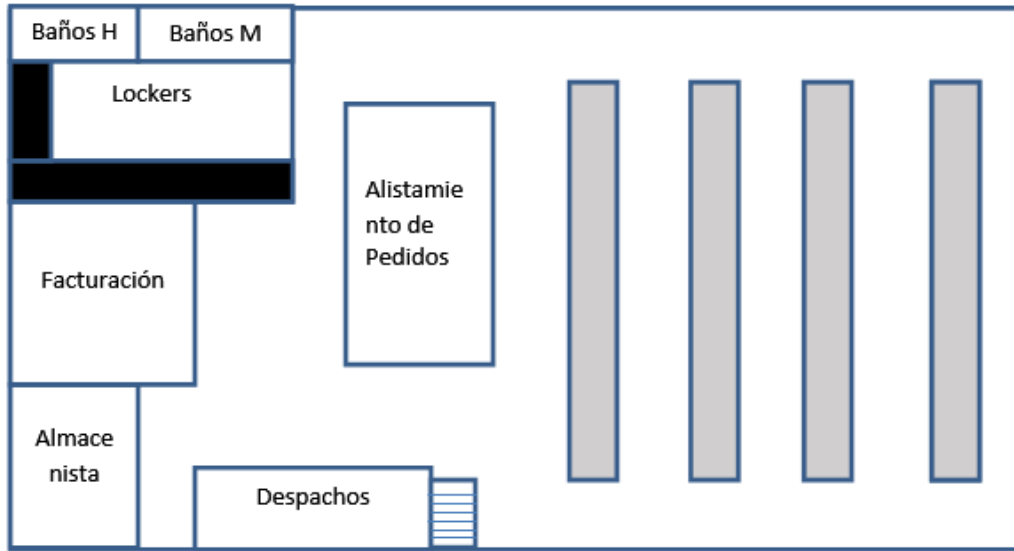 Baños H
Baños M
Lockers
Alistamie
nto de
Pedidos
Facturación
Almace
nista
Despachos